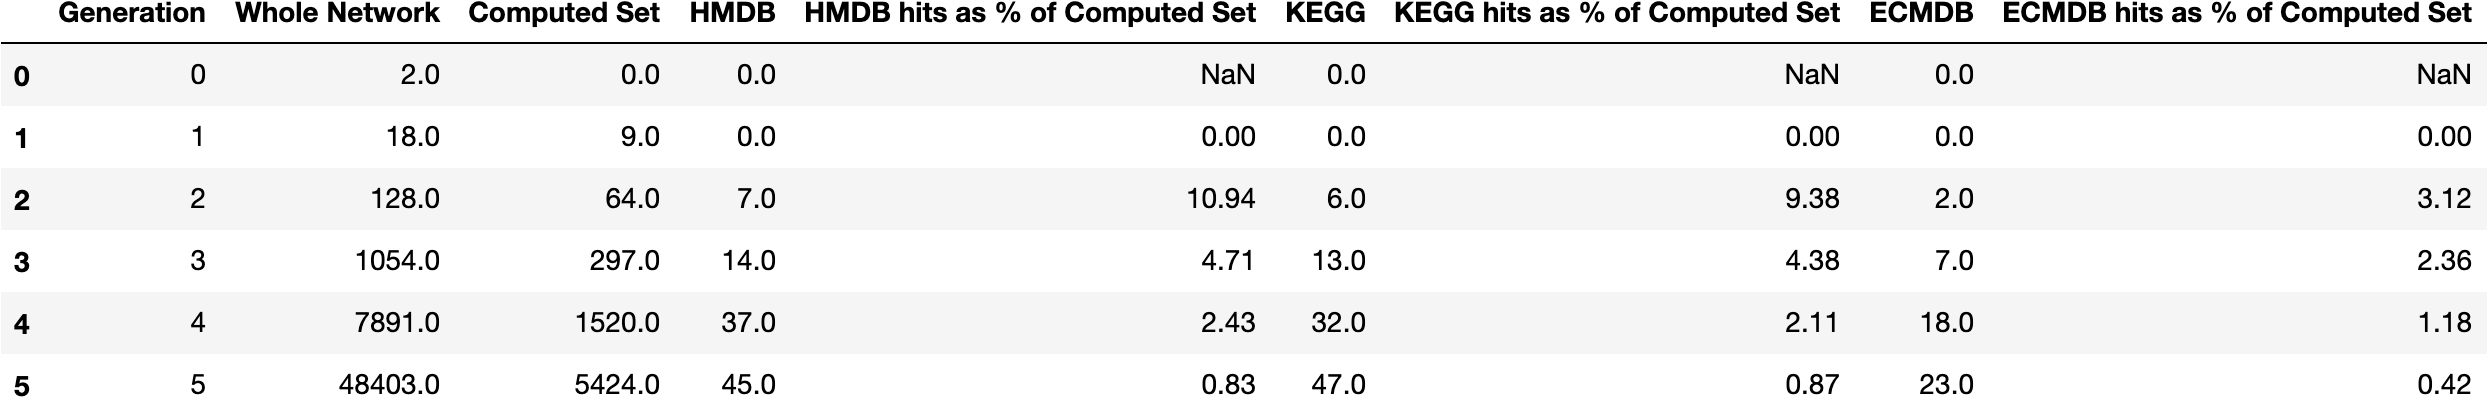 Generation Whole Network Computed Set HMDB HMDB hits as % of Computed Set KEGG KEGG hits as % of Computed Set ECMDB ECMDB hits as % of Computed Set
0 0 2.0 0.0 0.0 NaN 0.0 NaN 0.0 NaN
1 1 18.0 9.0 0.0 0.00 0.0 0.00 0.0 0.00
2 2 128.0 64.0 7.0 10.94 6.0 9.38 2.0 3.12
3 3 1054.0 297.0 14.0 4.71 13.0 4.38 7.0 2.36
4 4 7891.0 1520.0 37.0 2.43 32.0 2.11 18.0 1.18
5 5 48403.0 5424.0 45.0 0.83 47.0 0.87 23.0 0.42